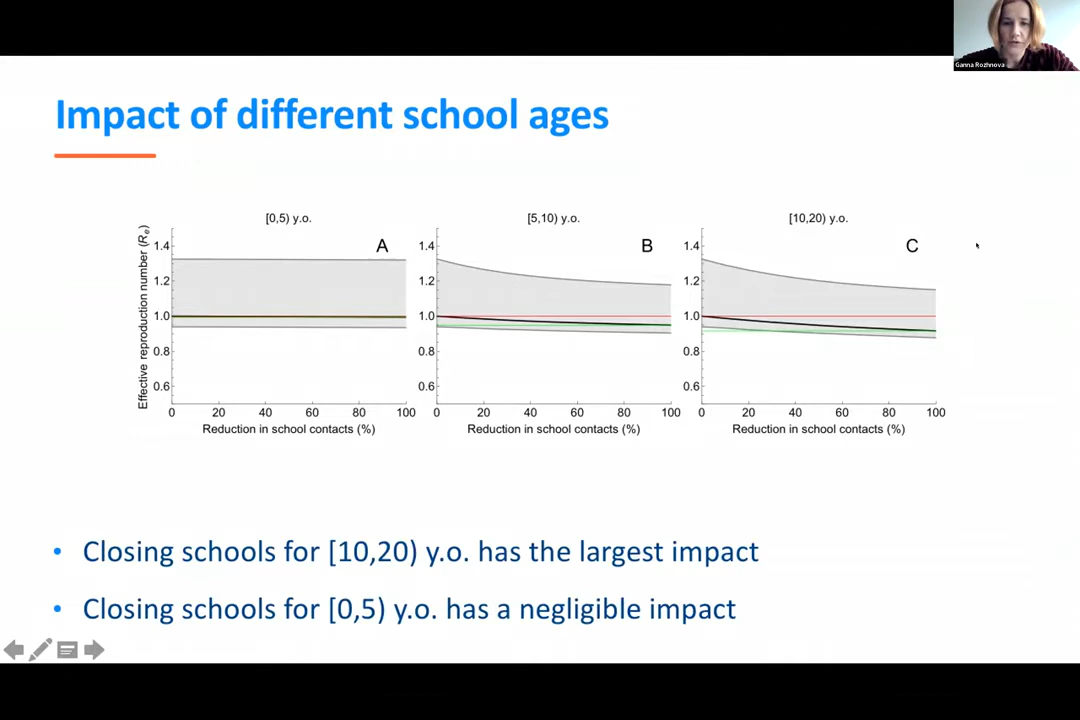 Ganna Rozhnova
Impact of different school ages
[0,5) y.o.
[5,10) y.o.
[10,20) y.o.
A
B
C
Effective reproduction number (Re)
1.4
1.2
1.0
0.8
0.6
0 20 40 60 80 100
Reduction in school contacts (%)
1.4
1.2
1.0
0.8
0.6
0 20 40 60 80 100
Reduction in school contacts (%)
1.4
1.2
1.0
0.8
0.6
0 20 40 60 80 100
Reduction in school contacts (%)
• Closing schools for [10,20) y.o. has the largest impact
• Closing schools for [0,5) y.o. has a negligible impact